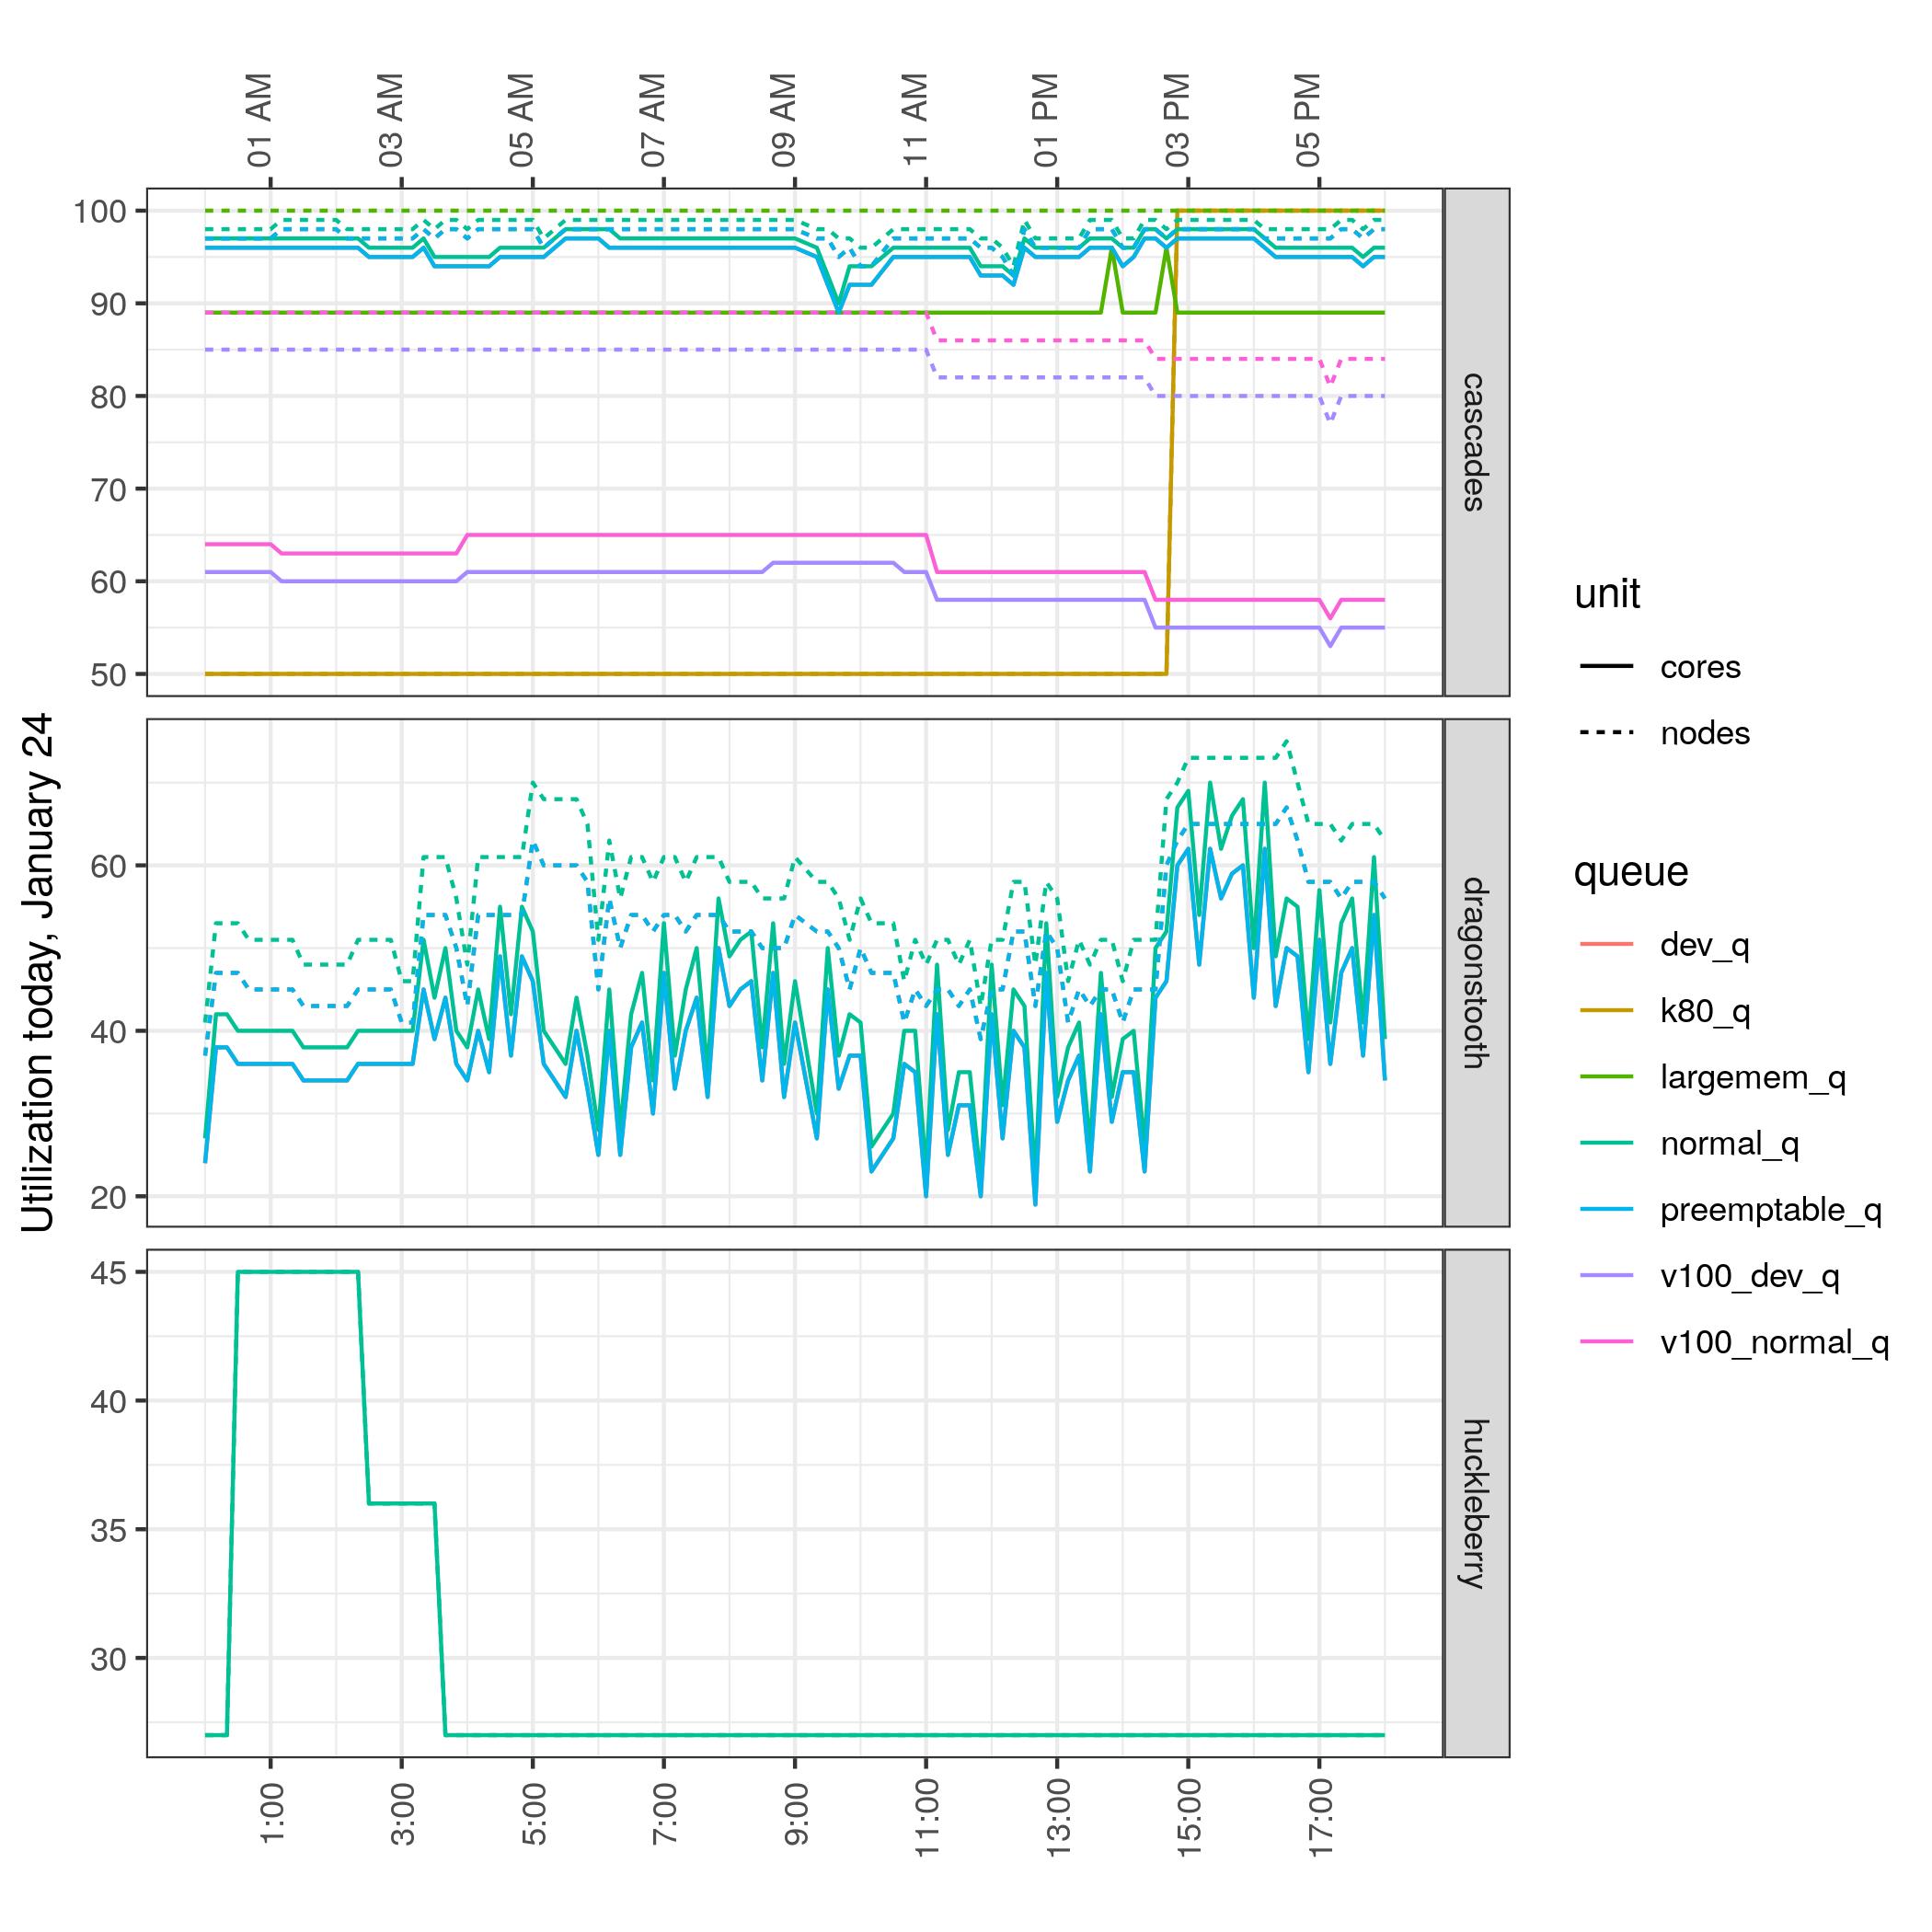 01 AM
03 AM
05 AM
07 AM
09 AM
11 AM
01 PM
03 PM
05 PM
Utilization today, January 24
100
90
80
70
60
50
cascades
60
40
20
dragonstooth
45
40
35
30
huckleberry
1:00
3:00
5:00
7:00
9:00
11:00
13:00
15:00
17:00
unit
cores
nodes
queue
dev_q
k80_q
largemem_q
normal_q
preemptable_q
v100_dev_q
v100_normal_q